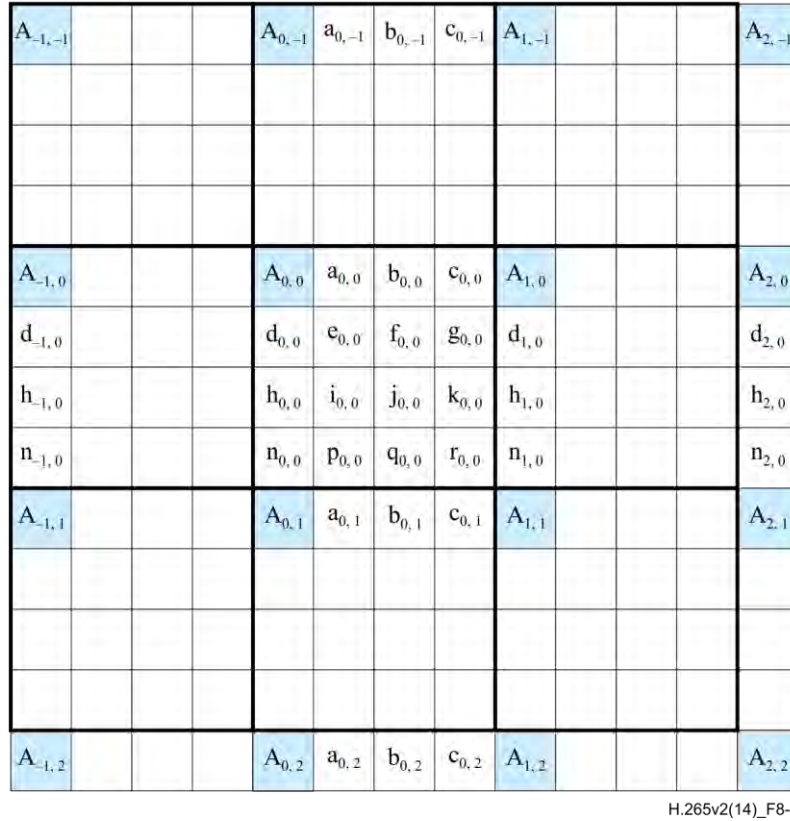 A−1, −1 A0, −1 a0, −1 b0, −1 c0, −1 A1, −1 A2, −1
A−1, 0 A0, 0 a0, 0 b0, 0 c0, 0 A1, 0 A2, 0
d−1, 0 d0, 0 e0, 0 f0, 0 g0, 0 d1, 0 d2, 0
h−1, 0 h0, 0 i0, 0 j0, 0 k0, 0 h1, 0 h2, 0
n−1, 0 n0, 0 p0, 0 q0, 0 r0, 0 n1, 0 n2, 0
A−1, 1 A0, 1 a0, 1 b0, 1 c0, 1 A1, 1 A2, 1
A−1, 2 A0, 2 a0, 2 b0, 2 c0, 2 A1, 2 A2, 2
H.265v2(14)_F8-